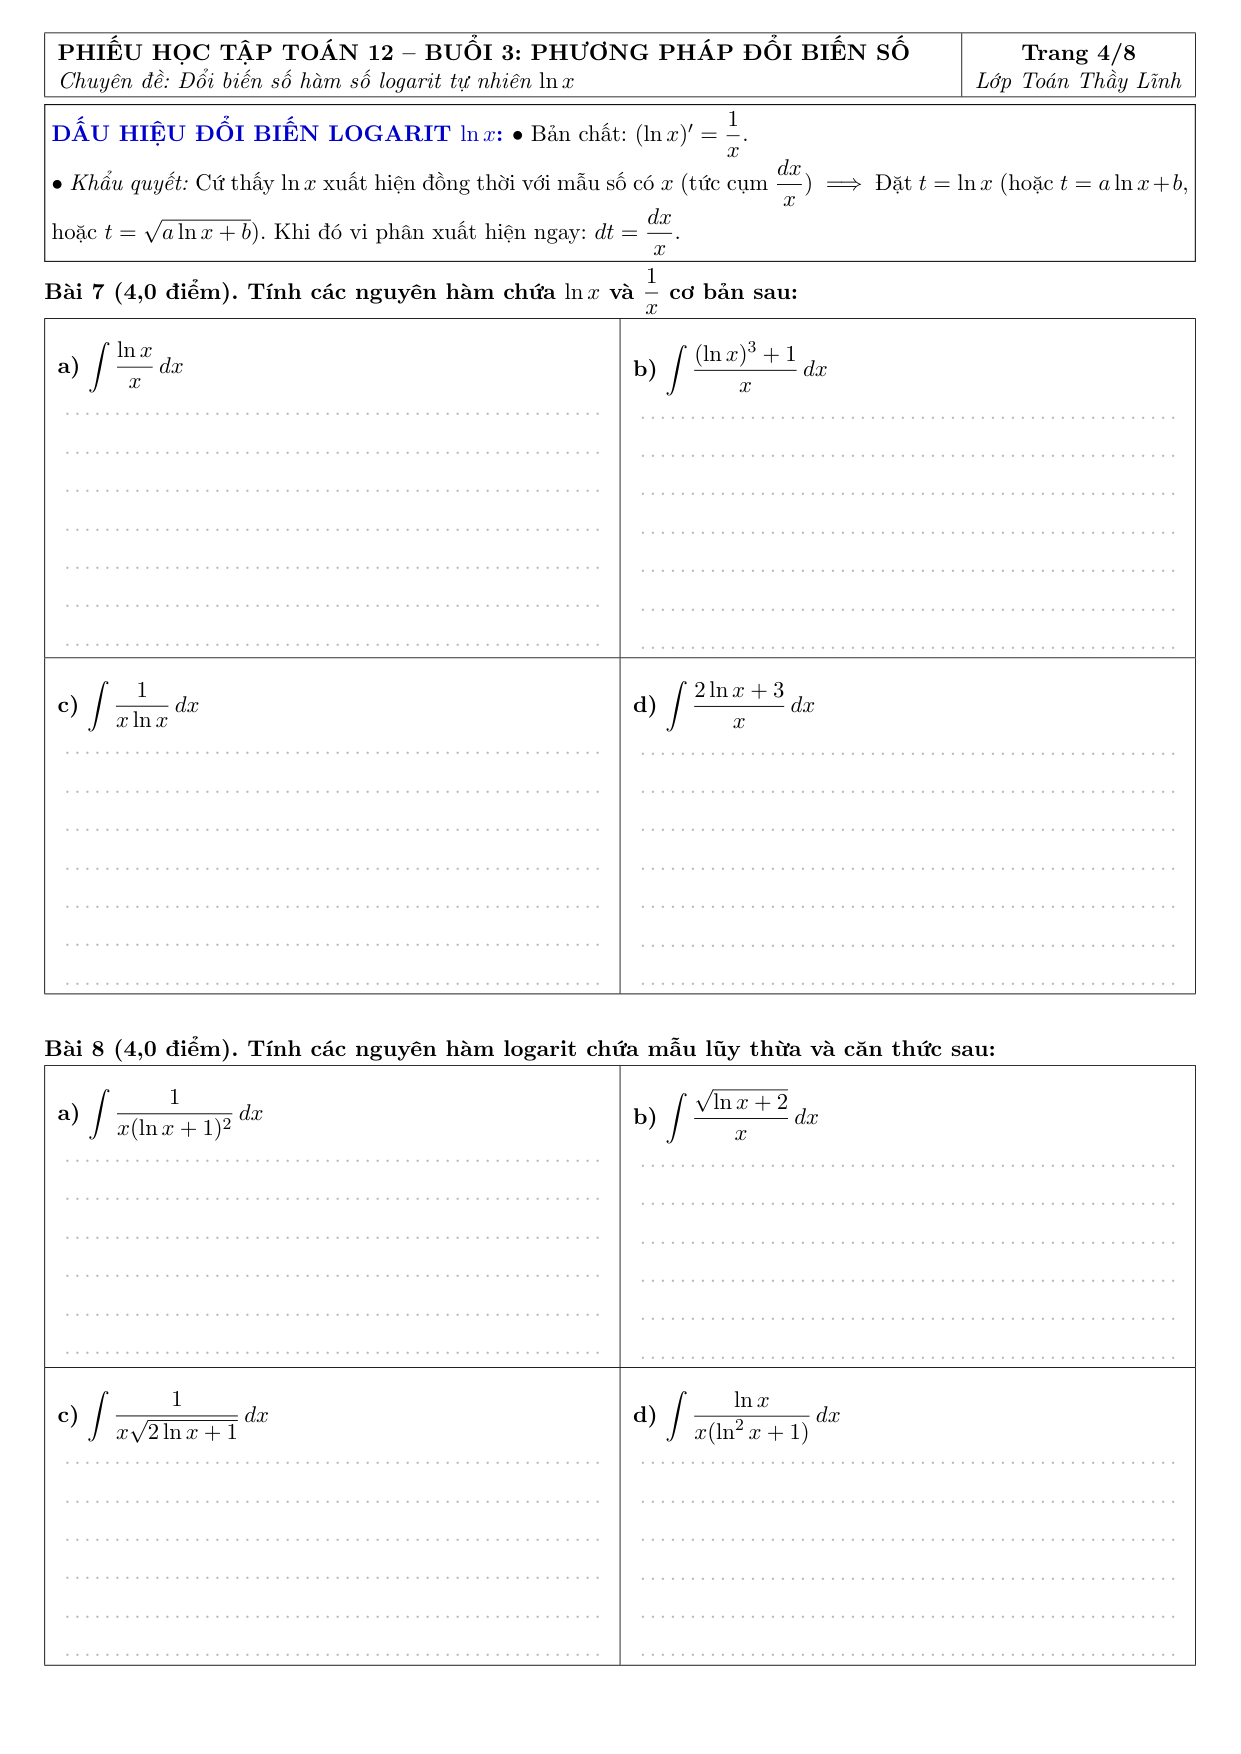 PHIẾU HỌC TẬP TOÁN 12 – BUỔI 3: PHƯƠNG PHÁP ĐỔI BIẾN SỐ
Chuyên đề: Đổi biến số hàm số logarit tự nhiên ln x
Trang 4/8
Lớp Toán Thầy Lĩnh
DẤU HIỆU ĐỔI BIẾN LOGARIT ln x: • Bản chất: (ln x)′ = 1/x.
• Khẩu quyết: Cứ thấy ln x xuất hiện đồng thời với mẫu số có x (tức cụm dx/x) ⟹ Đặt t = ln x (hoặc t = a ln x + b,
hoặc t = √(a ln x + b)). Khi đó vi phân xuất hiện ngay: dt = dx/x.
Bài 7 (4,0 điểm). Tính các nguyên hàm chứa ln x và 1/x cơ bản sau:
a) ∫ (ln x)/x dx
b) ∫ ((ln x)³ + 1)/x dx
c) ∫ 1/(x ln x) dx
d) ∫ (2 ln x + 3)/x dx
Bài 8 (4,0 điểm). Tính các nguyên hàm logarit chứa mẫu lũy thừa và căn thức sau:
a) ∫ 1/(x(ln x + 1)²) dx
b) ∫ √(ln x + 2)/x dx
c) ∫ 1/(x√(2 ln x + 1)) dx
d) ∫ ln x/(x(ln² x + 1)) dx